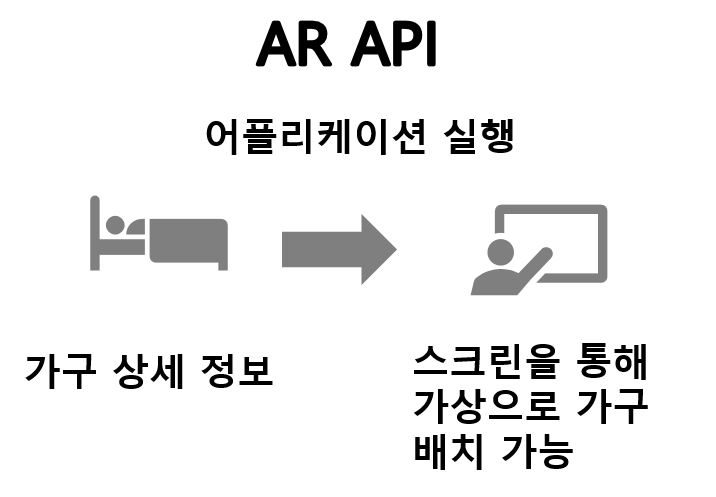 AR API
어플리케이션 실행
가구 상세 정보
스크린을 통해
가상으로 가구
배치 가능